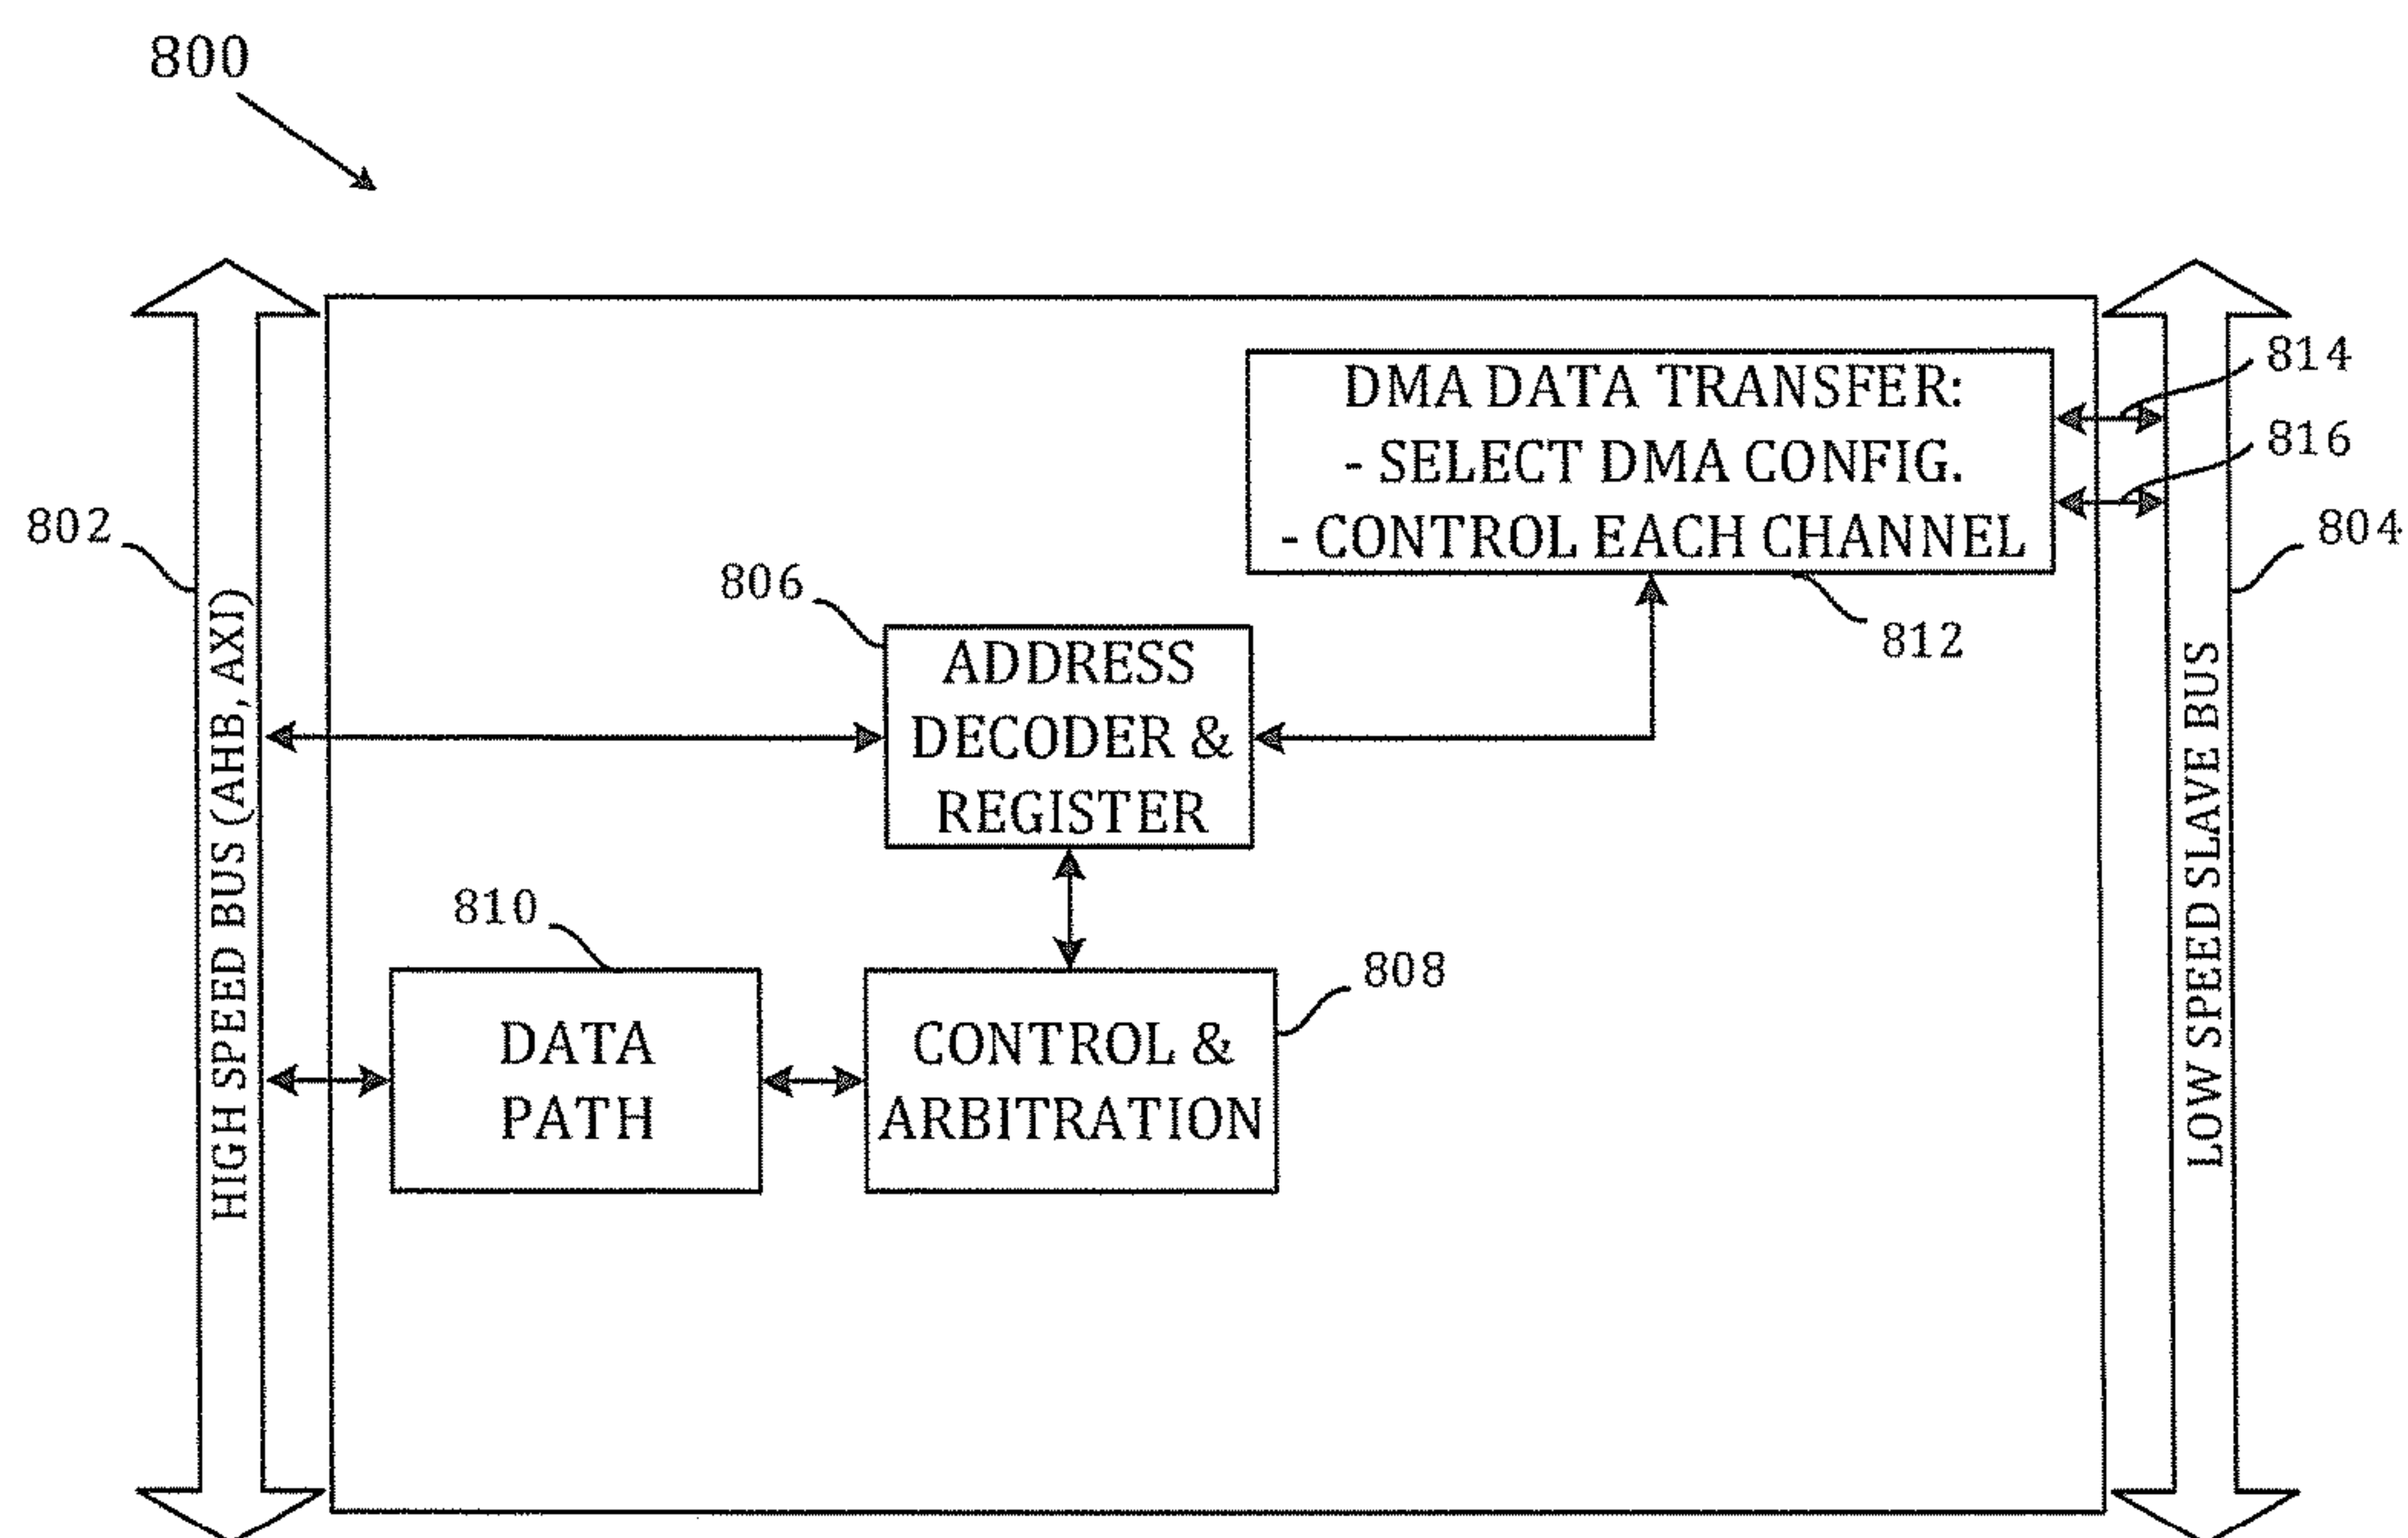 800
814
DMA DATA TRANSFER:
- SELECT DMA CONFIG.
- CONTROL EACH CHANNEL
816
802
804
806
812
ADDRESS
DECODER &
REGISTER
HIGH SPEED BUS (AHB, AXI)
LOW SPEED SLAVE BUS
810
808
DATA
PATH
CONTROL &
ARBITRATION